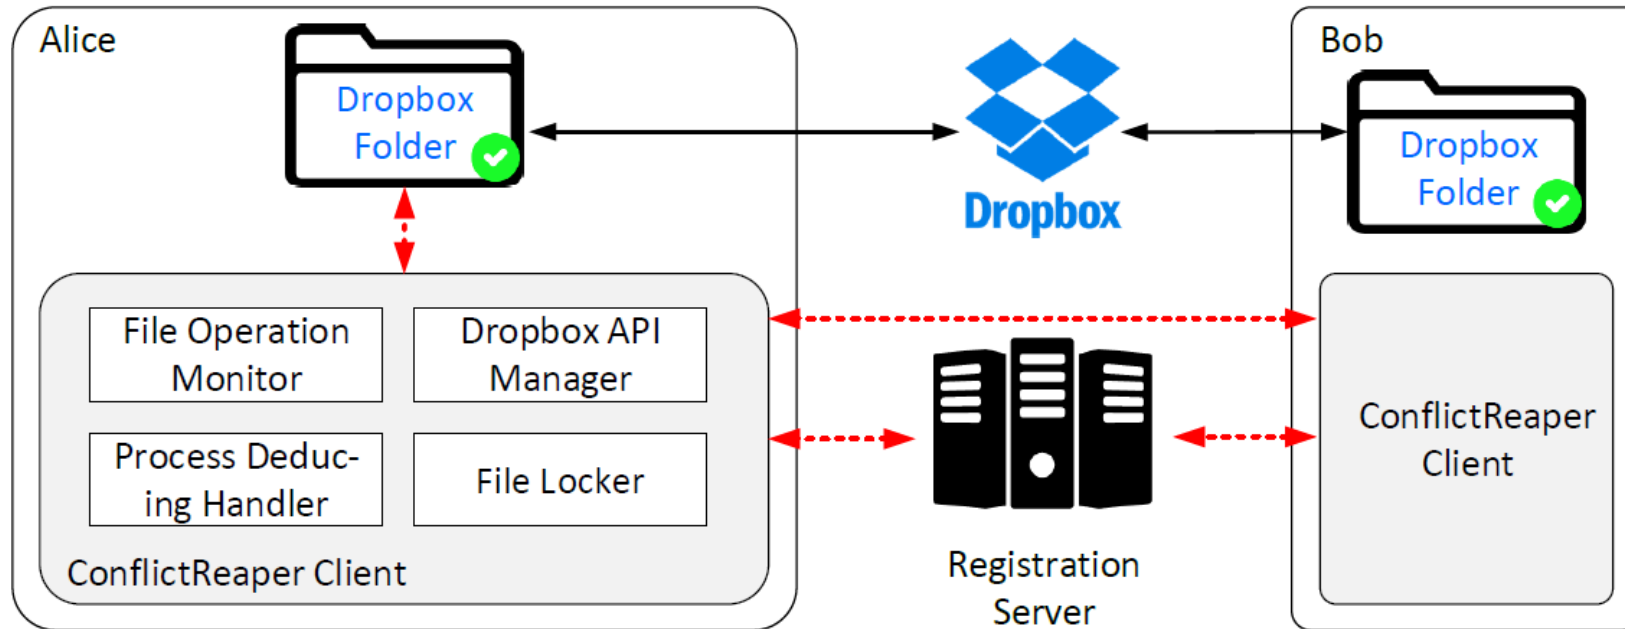 Alice
Dropbox
Folder
Dropbox
Bob
Dropbox
Folder
File Operation
Monitor
Dropbox API
Manager
Process Deduc-
ing Handler
File Locker
ConflictReaper Client
Registration
Server
ConflictReaper
Client